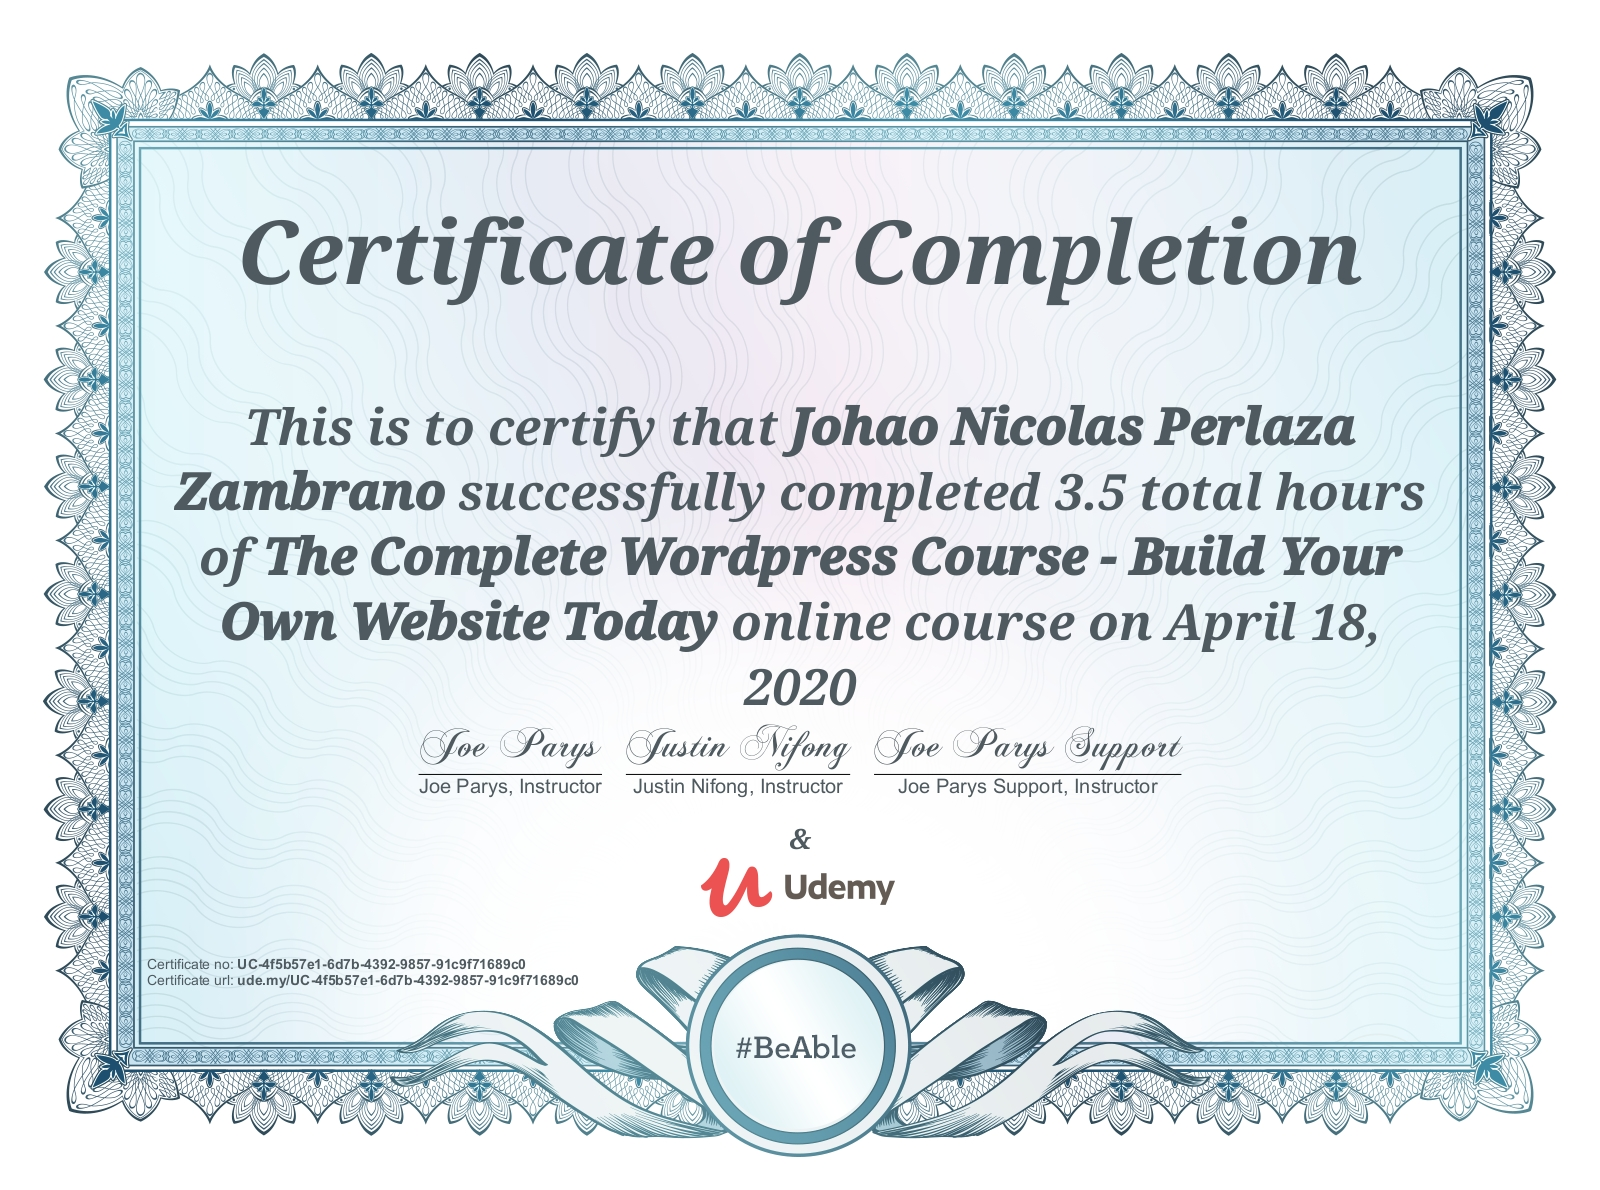 Certificate of Completion
This is to certify that Johao Nicolas Perlaza
Zambrano successfully completed 3.5 total hours
of The Complete Wordpress Course - Build Your
Own Website Today online course on April 18,
2020
Joe Parys Justin Nifong Joe Parys Support
Joe Parys, Instructor Justin Nifong, Instructor Joe Parys Support, Instructor
&
Udemy
Certificate no: UC-4f5b57e1-6d7b-4392-9857-91c9f71689c0
Certificate url: ude.my/UC-4f5b57e1-6d7b-4392-9857-91c9f71689c0
#BeAble